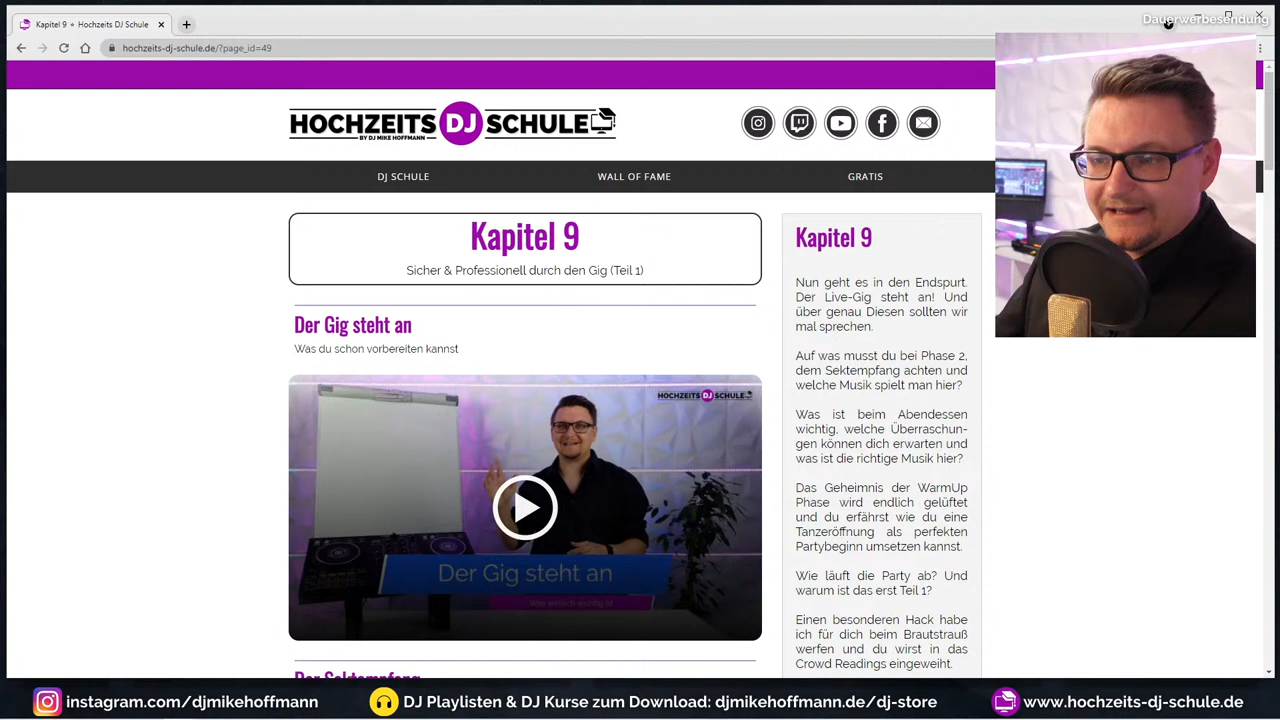 Kapitel 9 ⋆ Hochzeits DJ Schule
Dauerwerbesendung
hochzeits-dj-schule.de/?page_id=49
HOCHZEITS DJ SCHULE
BY DJ MIKE HOFFMANN
DJ SCHULE
WALL OF FAME
GRATIS
Kapitel 9
Sicher & Professionell durch den Gig (Teil 1)
Der Gig steht an
Was du schon vorbereiten kannst
HOCHZEITS DJ SCHULE
Der Gig steht an
Was wirklich wichtig ist
Der Sektempfang
Kapitel 9
Nun geht es in den Endspurt.
Der Live-Gig steht an! Und
über genau Diesen sollten wir
mal sprechen.
Auf was musst du bei Phase 2,
dem Sektempfang achten und
welche Musik spielt man hier?
Was ist beim Abendessen
wichtig, welche Überraschun-
gen können dich erwarten und
was ist die richtige Musik hier?
Das Geheimnis der WarmUp
Phase wird endlich gelüftet
und du erfährst wie du eine
Tanzeröffnung als perfekten
Partybeginn umsetzen kannst.
Wie läuft die Party ab? Und
warum ist das erst Teil 1?
Einen besonderen Hack habe
ich für dich beim Brautstrauß
werfen und du wirst in das
Crowd Readings eingeweiht.
instagram.com/djmikehoffmann
DJ Playlisten & DJ Kurse zum Download: djmikehoffmann.de/dj-store
www.hochzeits-dj-schule.de